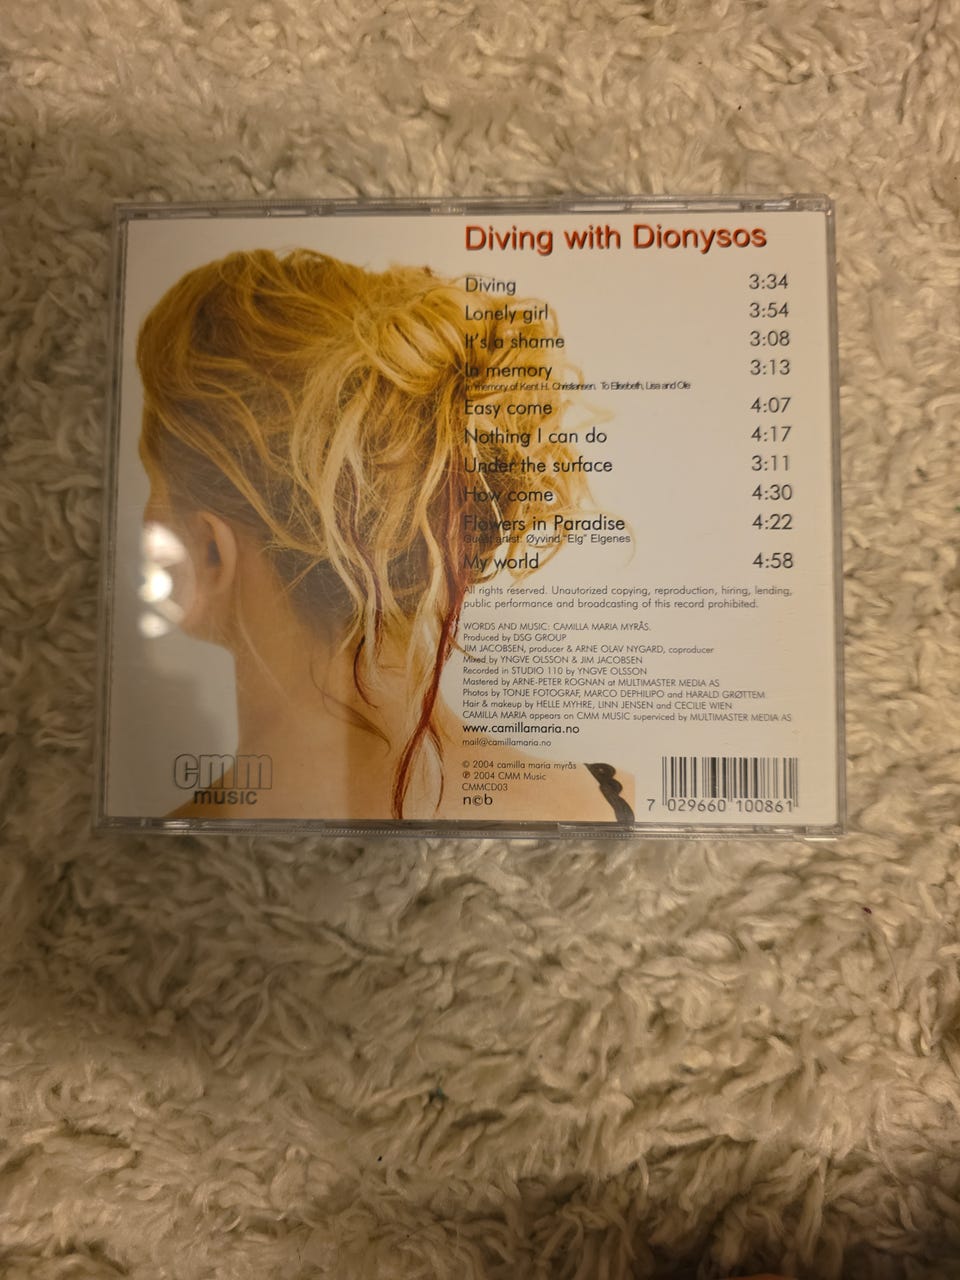 Diving with Dionysos
Diving 3:34
Lonely girl 3:54
It's a shame 3:08
In memory 3:13
In memory of Kent H. Christiansen. To Elisebeth, Lisa and Ole
Easy come 4:07
Nothing I can do 4:17
Under the surface 3:11
How come 4:30
Flowers in Paradise 4:22
Guest artist: Øyvind "Elg" Elgenes
My world 4:58
All rights reserved. Unautorized copying, reproduction, hiring, lending,
public performance and broadcasting of this record prohibited.
WORDS AND MUSIC: CAMILLA MARIA MYRÅS.
Produced by DSG GROUP
JIM JACOBSEN, producer & ARNE OLAV NYGARD, coproducer
Mixed by YNGVE OLSSON & JIM JACOBSEN
Recorded in STUDIO 110 by YNGVE OLSSON
Mastered by ARNE-PETER ROGNAN at MULTIMASTER MEDIA AS
Photos by TONJE FOTOGRAF, MARCO DEPHILIPO and HARALD GRØTTEM
Hair & makeup by HELLE MYHRE, LINN JENSEN and CECILIE WIEN
CAMILLA MARIA appears on CMM MUSIC superviced by MULTIMASTER MEDIA AS
www.camillamaria.no
mail@camillamaria.no
© 2004 camilla maria myrås
℗ 2004 CMM Music
CMMCD03
n©b
cmm
music
7 029660 100861